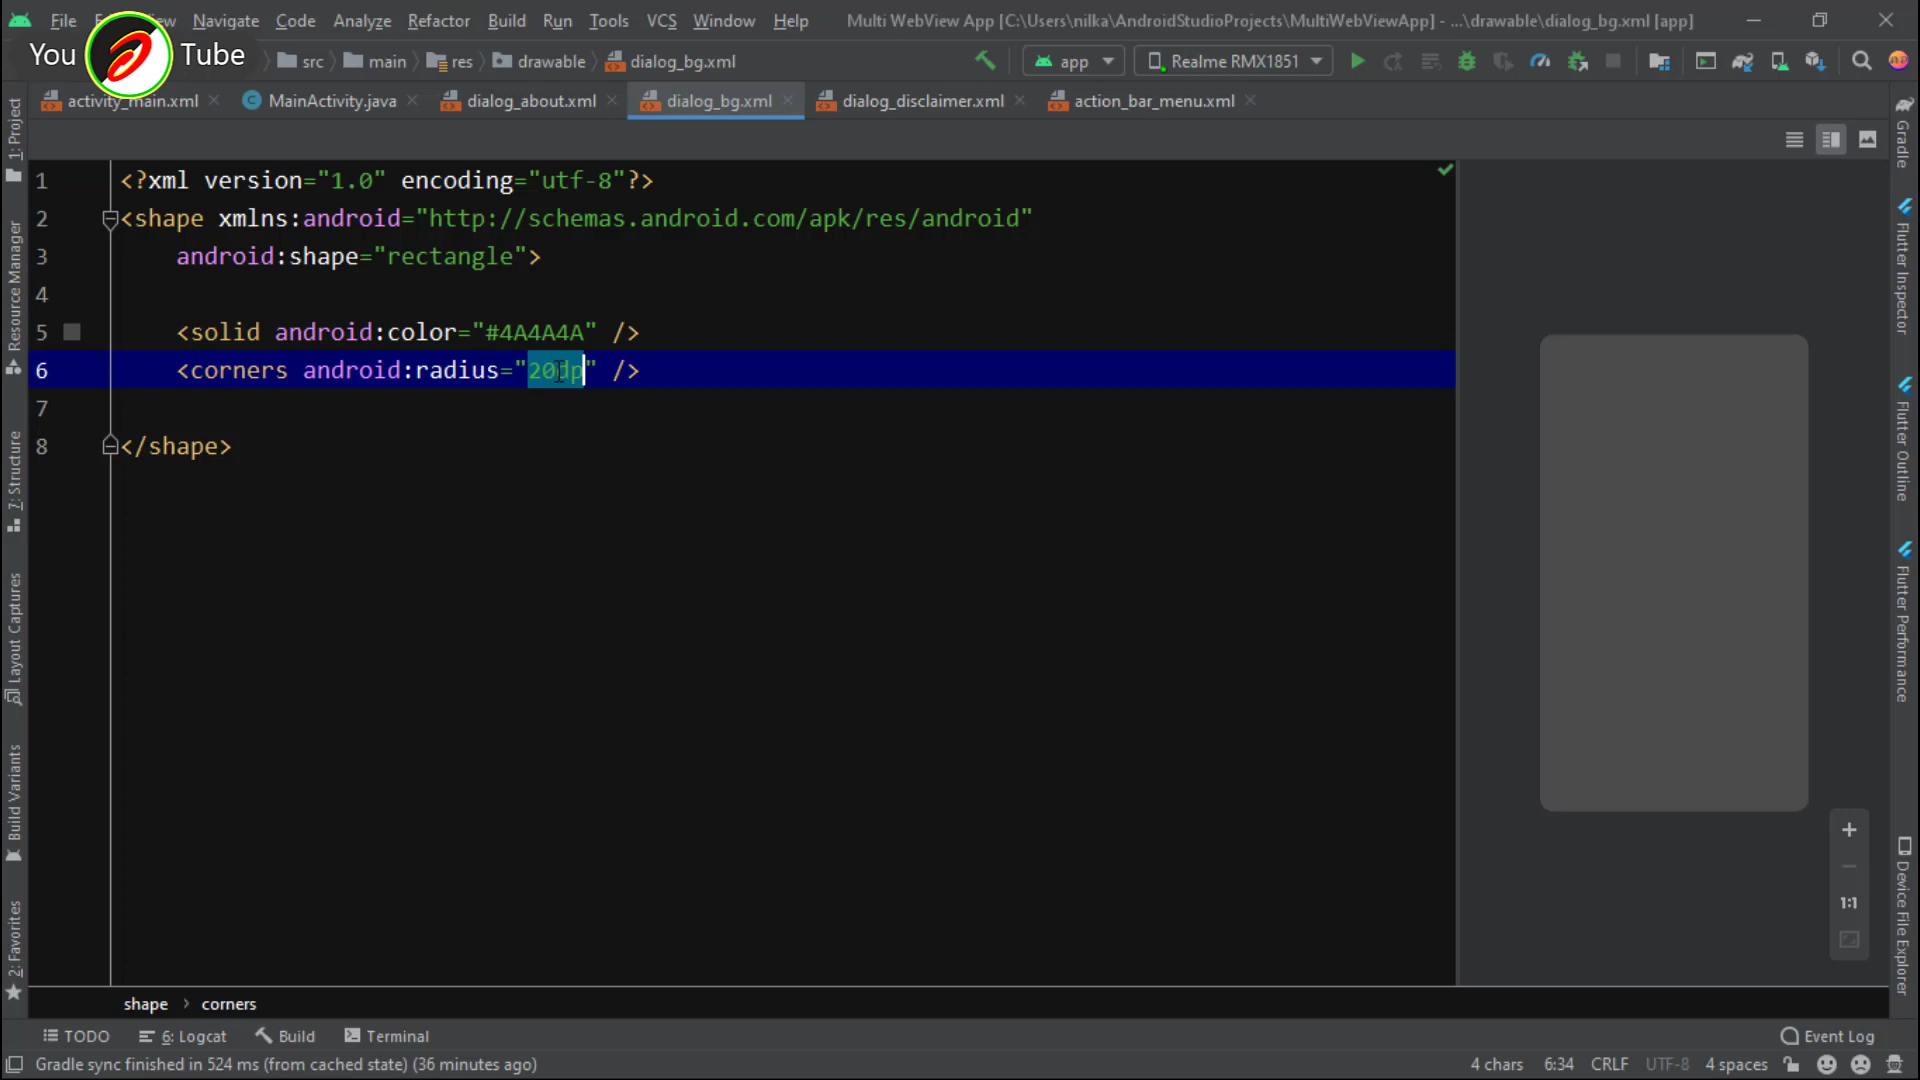 File Edit View Navigate Code Analyze Refactor Build Run Tools VCS Window Help Multi WebView App [C:\Users\nilka\AndroidStudioProjects\MultiWebViewApp] - ...\drawable\dialog_bg.xml [app]
You Tube
src main res drawable dialog_bg.xml app Realme RMX1851
activity_main.xml MainActivity.java dialog_about.xml dialog_bg.xml dialog_disclaimer.xml action_bar_menu.xml
1 <?xml version="1.0" encoding="utf-8"?>
2 <shape xmlns:android="http://schemas.android.com/apk/res/android"
3 android:shape="rectangle">
4
5 <solid android:color="#4A4A4A" />
6 <corners android:radius="20dp" />
7
8 </shape>
1: Project
Resource Manager
7: Structure
Layout Captures
Build Variants
2: Favorites
Gradle
Flutter Inspector
Flutter Outline
Flutter Performance
Device File Explorer
1:1
shape › corners
TODO 6: Logcat Build Terminal Event Log
Gradle sync finished in 524 ms (from cached state) (36 minutes ago) 4 chars 6:34 CRLF UTF-8 4 spaces